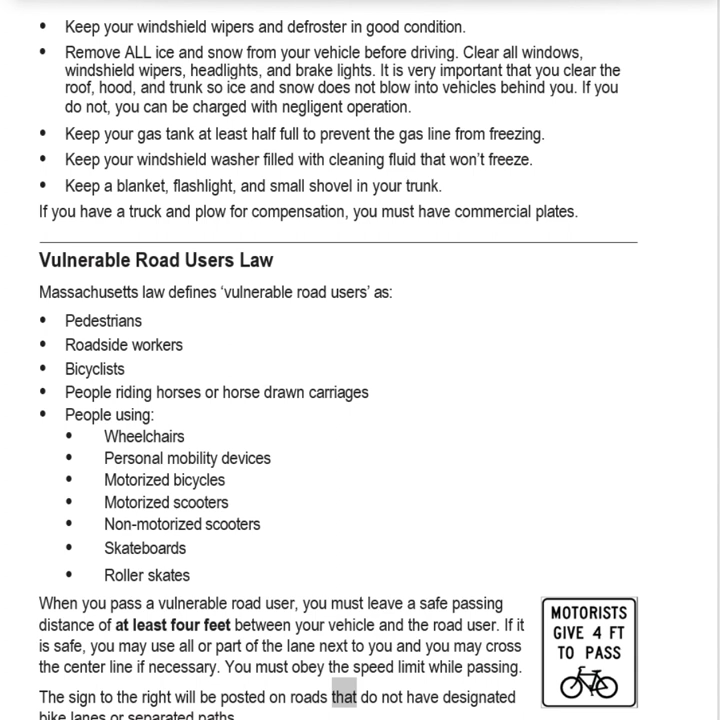 • Keep your windshield wipers and defroster in good condition.
• Remove ALL ice and snow from your vehicle before driving. Clear all windows,
windshield wipers, headlights, and brake lights. It is very important that you clear the
roof, hood, and trunk so ice and snow does not blow into vehicles behind you. If you
do not, you can be charged with negligent operation.
• Keep your gas tank at least half full to prevent the gas line from freezing.
• Keep your windshield washer filled with cleaning fluid that won't freeze.
• Keep a blanket, flashlight, and small shovel in your trunk.
If you have a truck and plow for compensation, you must have commercial plates.
Vulnerable Road Users Law
Massachusetts law defines ‘vulnerable road users’ as:
• Pedestrians
• Roadside workers
• Bicyclists
• People riding horses or horse drawn carriages
• People using:
• Wheelchairs
• Personal mobility devices
• Motorized bicycles
• Motorized scooters
• Non-motorized scooters
• Skateboards
• Roller skates
When you pass a vulnerable road user, you must leave a safe passing
distance of at least four feet between your vehicle and the road user. If it
is safe, you may use all or part of the lane next to you and you may cross
the center line if necessary. You must obey the speed limit while passing.
The sign to the right will be posted on roads that do not have designated
bike lanes or separated paths.
MOTORISTS
GIVE 4 FT
TO PASS